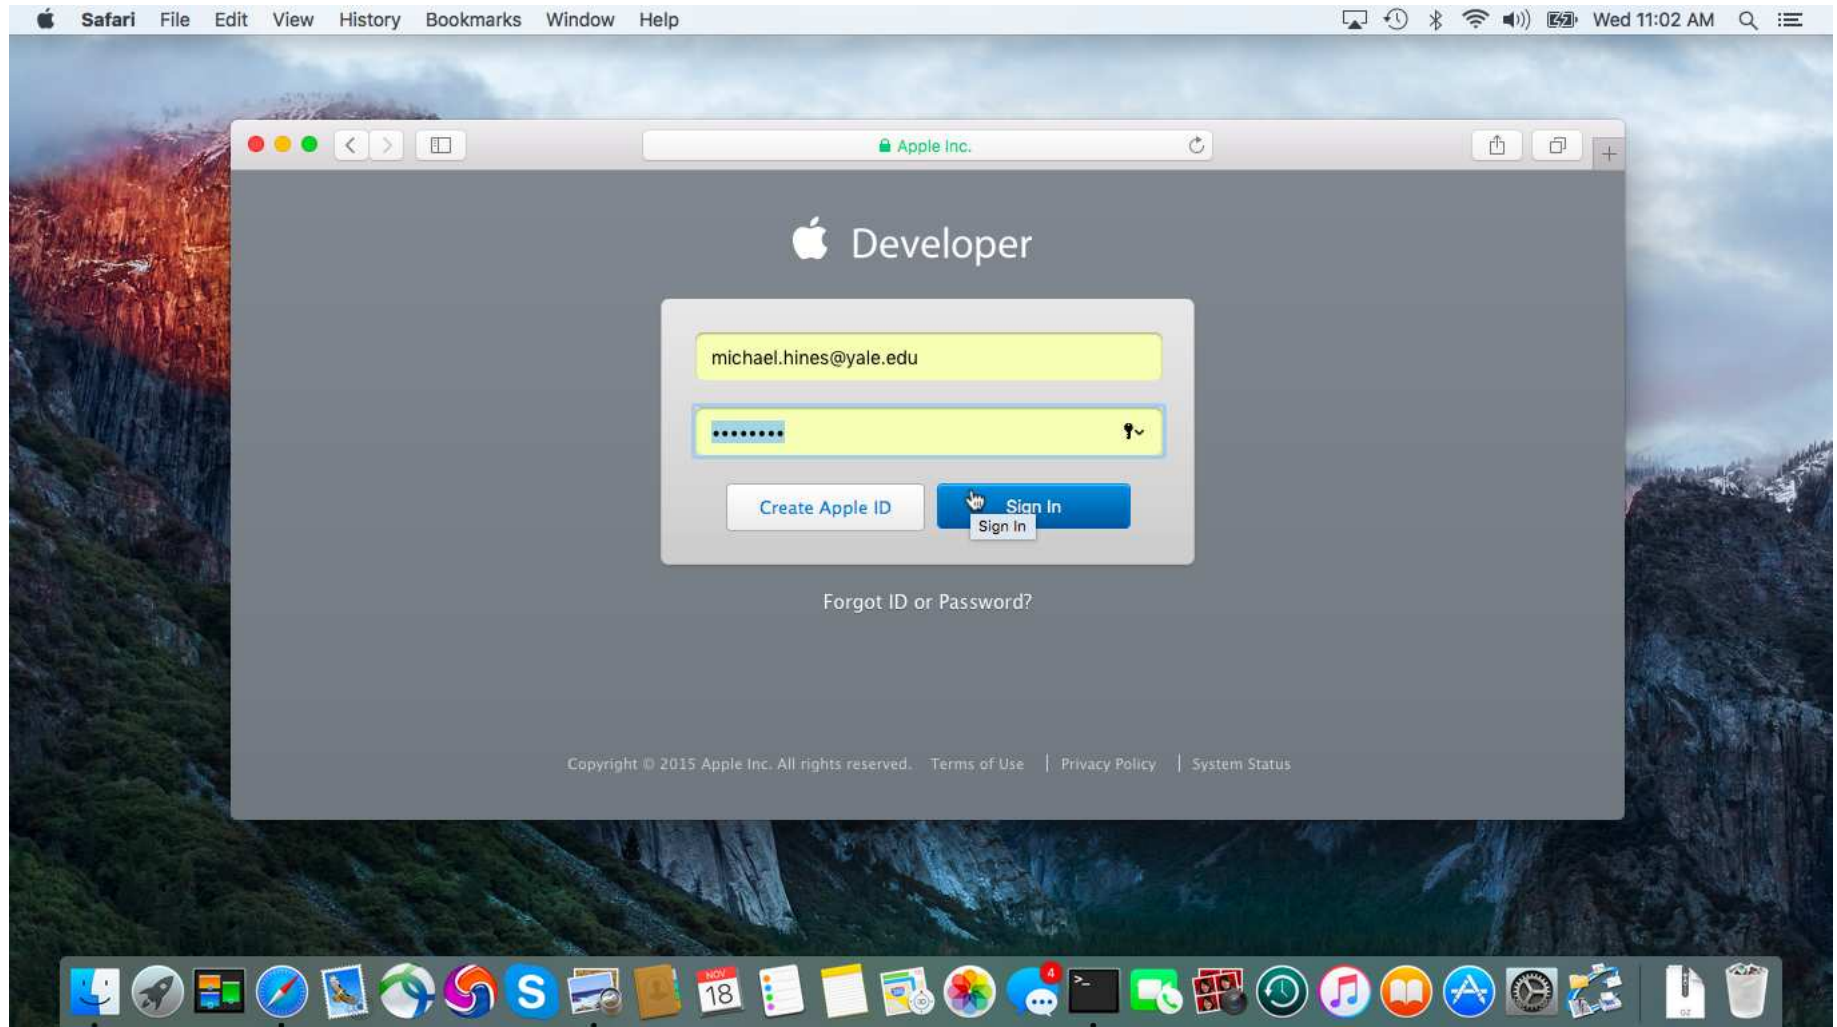 Safari File Edit View History Bookmarks Window Help Wed 11:02 AM
Apple Inc.
Developer
michael.hines@yale.edu
••••••••
Create Apple ID Sign In
Sign In
Forgot ID or Password?
Copyright © 2015 Apple Inc. All rights reserved. Terms of Use | Privacy Policy | System Status
4
NOV
18
S
>_